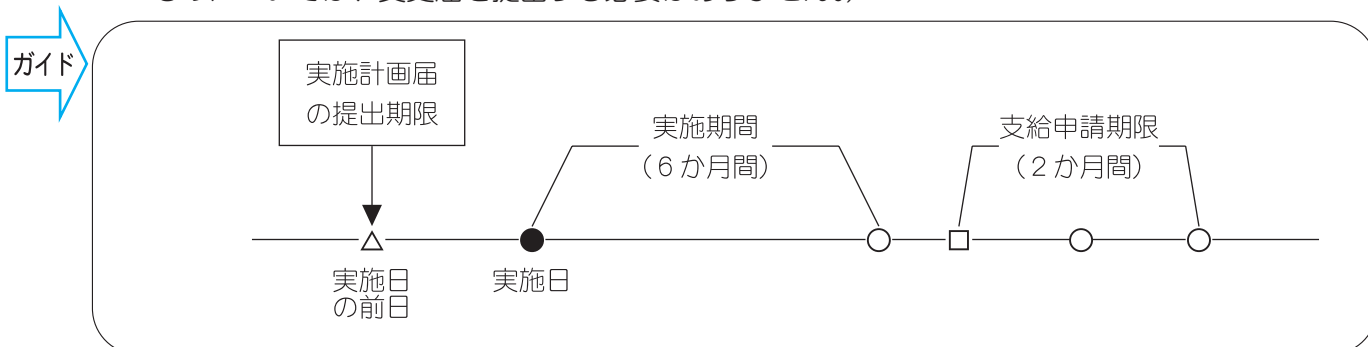 ガイド
実施計画届
の提出期限
実施期間
(6か月間)
支給申請期限
(2か月間)
実施日
の前日
実施日